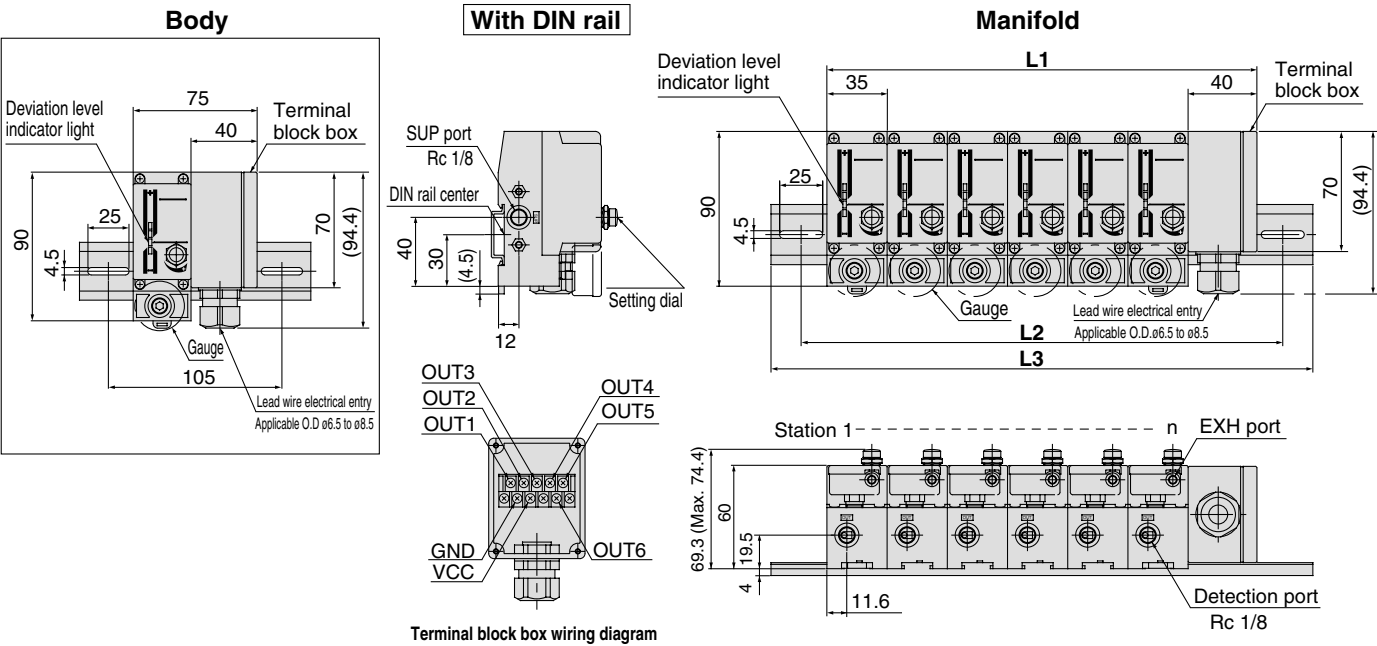 Body
With DIN rail
Manifold
Deviation level
indicator light
75
40
Terminal
block box
25
90
4.5
70
(94.4)
Gauge
105
Lead wire electrical entry
Applicable O.D ø6.5 to ø8.5
SUP port
Rc 1/8
DIN rail center
40
30
(4.5)
12
Setting dial
OUT3
OUT2
OUT1
OUT4
OUT5
GND
VCC
OUT6
Terminal block box wiring diagram
Deviation level
indicator light
L1
35
40
Terminal
block box
25
90
4.5
70
(94.4)
Gauge
Lead wire electrical entry
Applicable O.D.ø6.5 to ø8.5
L2
L3
Station 1
n
EXH port
69.3 (Max. 74.4)
60
19.5
4
11.6
Detection port
Rc 1/8